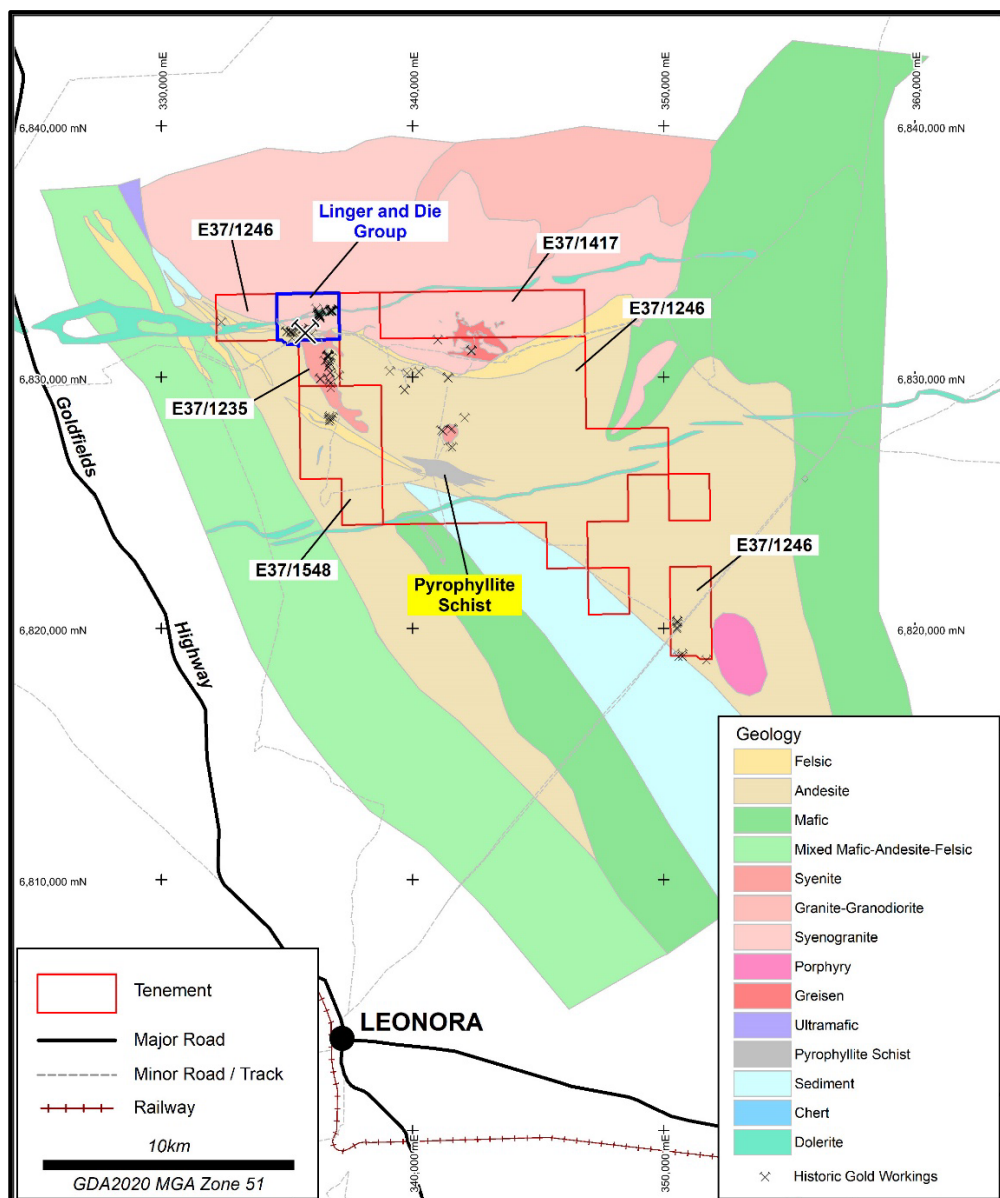 330,000 mE
340,000 mE
350,000 mE
360,000 mE
6,840,000 mN
6,840,000 mN
Linger and Die
Group
E37/1246
E37/1417
E37/1246
6,830,000 mN
6,830,000 mN
E37/1235
Goldfields
Highway
E37/1548
Pyrophyllite
Schist
E37/1246
6,820,000 mN
6,820,000 mN
6,810,000 mN
LEONORA
340,000 mE
350,000 mE
Tenement
Major Road
Minor Road / Track
Railway
10km
GDA2020 MGA Zone 51
Geology
Felsic
Andesite
Mafic
Mixed Mafic-Andesite-Felsic
Syenite
Granite-Granodiorite
Syenogranite
Porphyry
Greisen
Ultramafic
Pyrophyllite Schist
Sediment
Chert
Dolerite
Historic Gold Workings